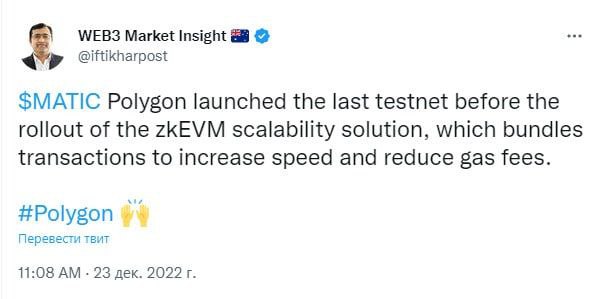 WEB3 Market Insight 🇦🇺
@iftikharpost
$MATIC Polygon launched the last testnet before the
rollout of the zkEVM scalability solution, which bundles
transactions to increase speed and reduce gas fees.
#Polygon 🙌
Перевести твит
11:08 AM · 23 дек. 2022 г.